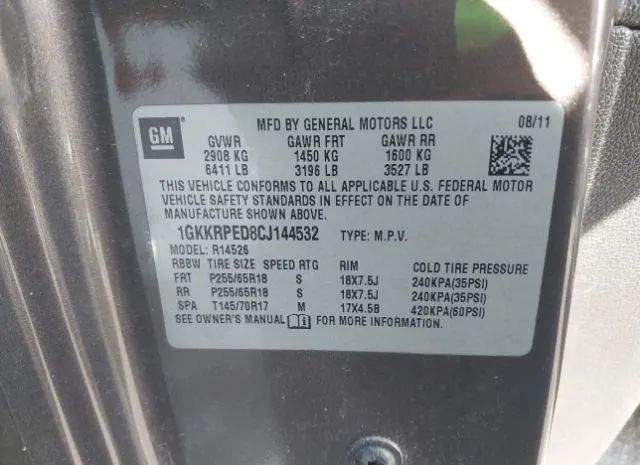 GM
MFD BY GENERAL MOTORS LLC 08/11
GVWR GAWR FRT GAWR RR
2908 KG 1450 KG 1600 KG
6411 LB 3196 LB 3527 LB
THIS VEHICLE CONFORMS TO ALL APPLICABLE U.S. FEDERAL MOTOR
VEHICLE SAFETY STANDARDS IN EFFECT ON THE DATE OF
MANUFACTURE SHOWN ABOVE.
1GKKRPED8CJ144532 TYPE: M.P.V.
MODEL: R14526
RBBW TIRE SIZE SPEED RTG RIM COLD TIRE PRESSURE
FRT P255/65R18 S 18X7.5J 240KPA(35PSI)
RR P255/65R18 S 18X7.5J 240KPA(35PSI)
SPA T145/70R17 M 17X4.5B 420KPA(60PSI)
SEE OWNER'S MANUAL FOR MORE INFORMATION